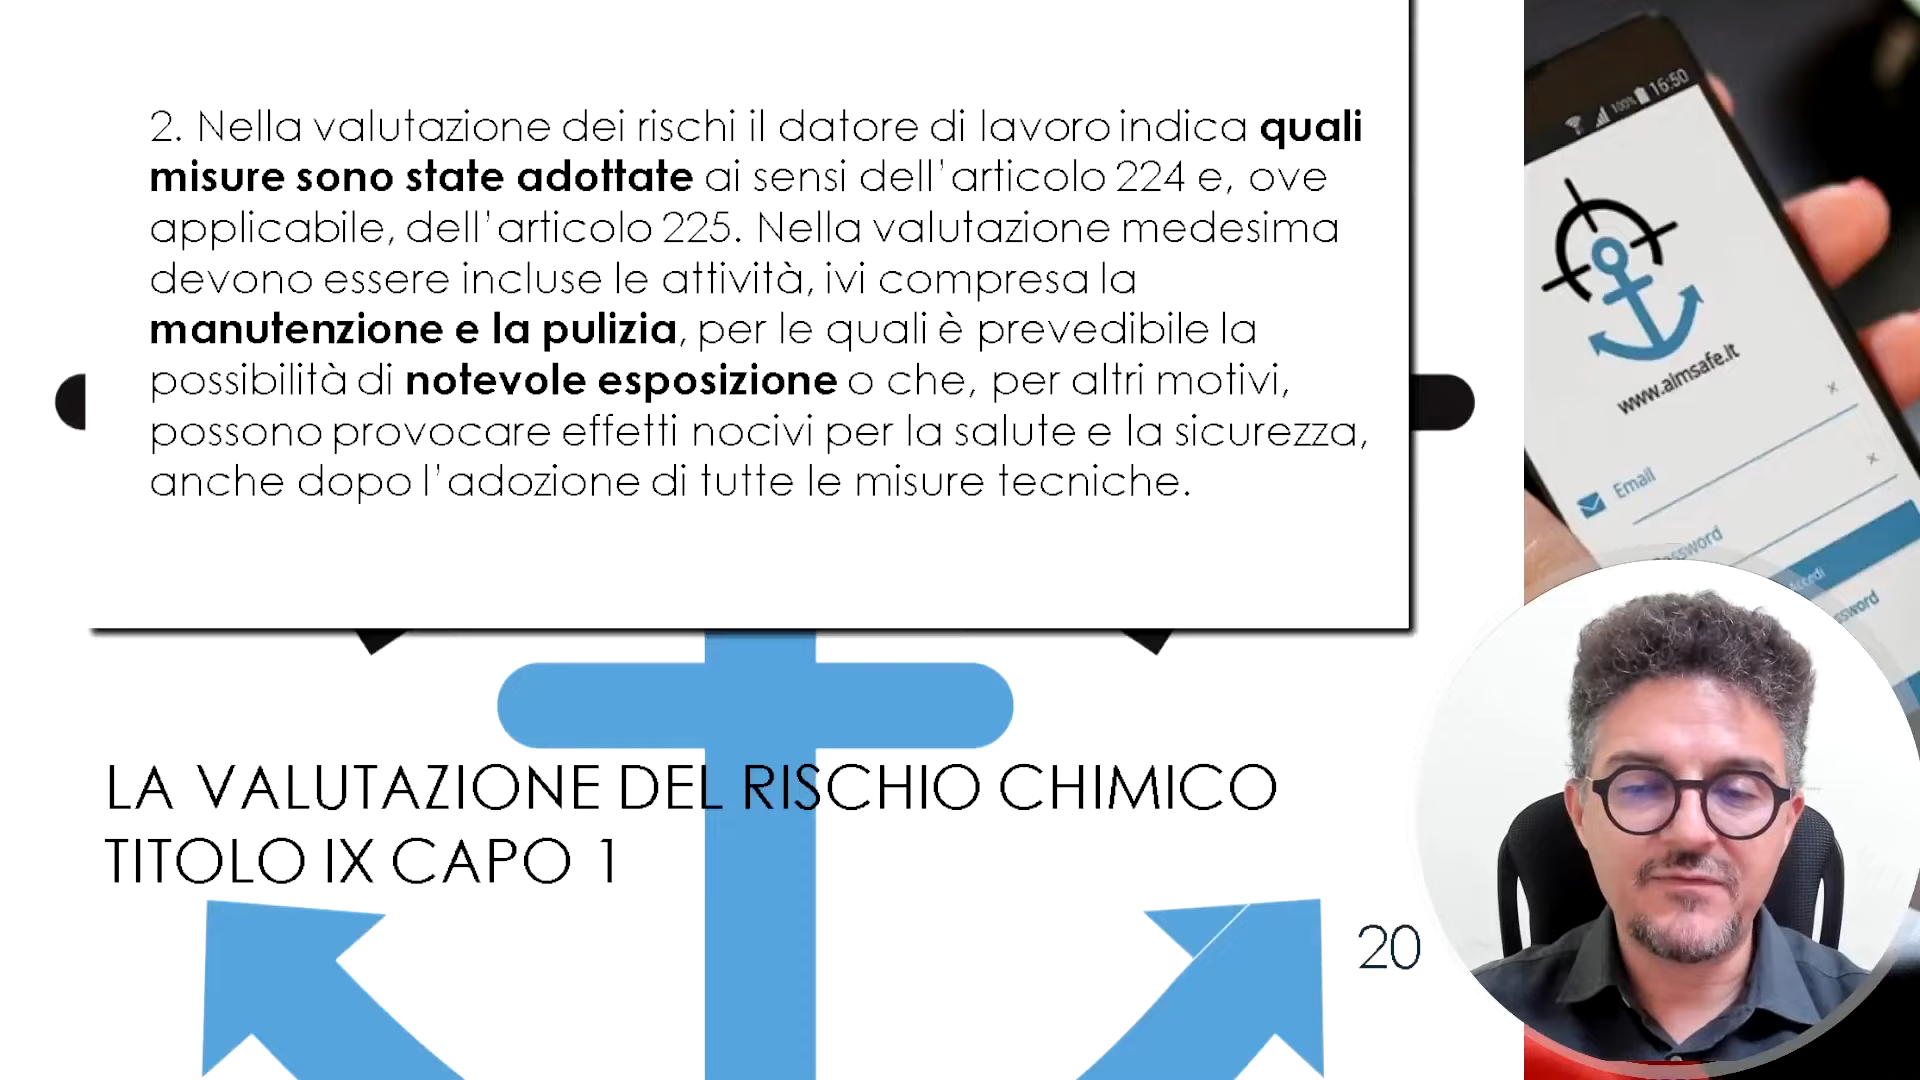 2. Nella valutazione dei rischi il datore di lavoro indica quali
misure sono state adottate ai sensi dell'articolo 224 e, ove
applicabile, dell'articolo 225. Nella valutazione medesima
devono essere incluse le attività, ivi compresa la
manutenzione e la pulizia, per le quali è prevedibile la
possibilità di notevole esposizione o che, per altri motivi,
possono provocare effetti nocivi per la salute e la sicurezza,
anche dopo l'adozione di tutte le misure tecniche.
LA VALUTAZIONE DEL RISCHIO CHIMICO
TITOLO IX CAPO 1
20
100% 16:50
www.aimsafe.it
Email